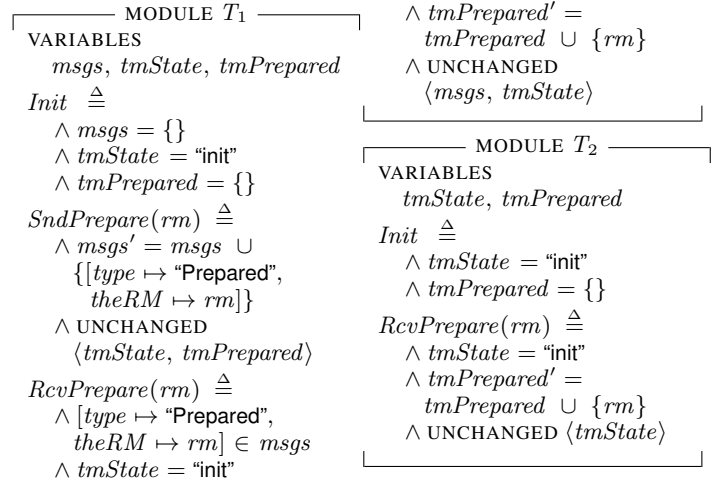 MODULE T₁
VARIABLES
msgs, tmState, tmPrepared
Init ≜
∧ msgs = {}
∧ tmState = “init”
∧ tmPrepared = {}
SndPrepare(rm) ≜
∧ msgs′ = msgs ∪
{[type ↦ “Prepared”,
theRM ↦ rm]}
∧ UNCHANGED
⟨tmState, tmPrepared⟩
RcvPrepare(rm) ≜
∧ [type ↦ “Prepared”,
theRM ↦ rm] ∈ msgs
∧ tmState = “init”
∧ tmPrepared′ =
tmPrepared ∪ {rm}
∧ UNCHANGED
⟨msgs, tmState⟩
MODULE T₂
VARIABLES
tmState, tmPrepared
Init ≜
∧ tmState = “init”
∧ tmPrepared = {}
RcvPrepare(rm) ≜
∧ tmState = “init”
∧ tmPrepared′ =
tmPrepared ∪ {rm}
∧ UNCHANGED ⟨tmState⟩